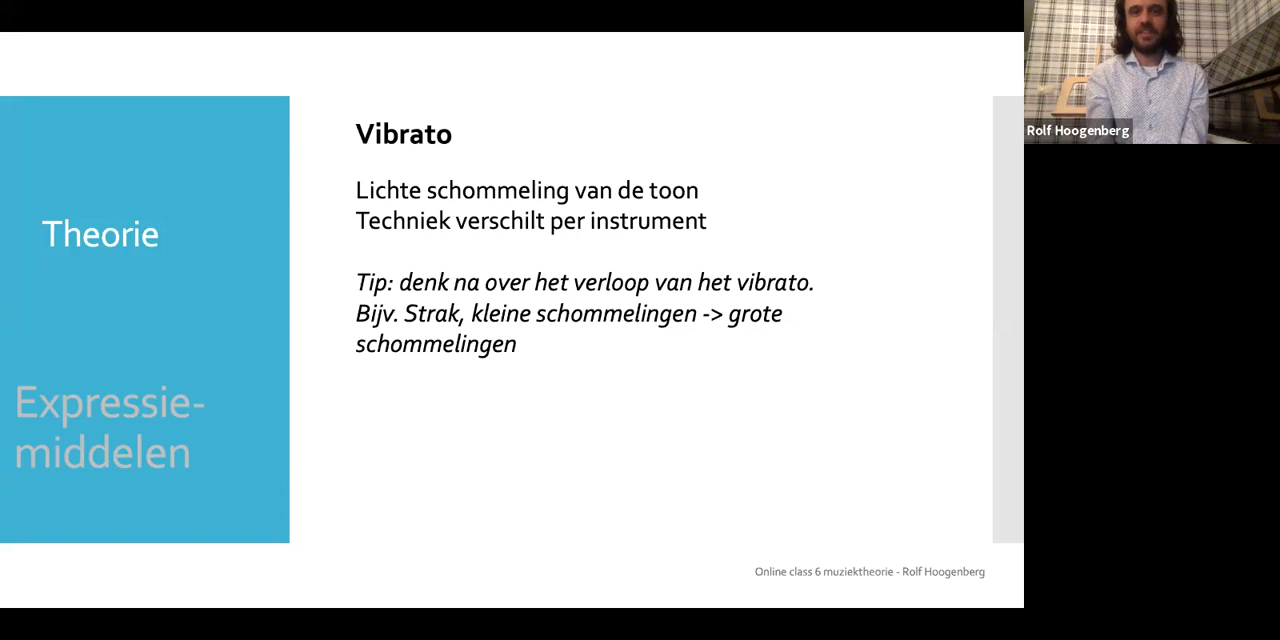 Rolf Hoogenberg
Theorie
Expressie-
middelen
Vibrato
Lichte schommeling van de toon
Techniek verschilt per instrument
Tip: denk na over het verloop van het vibrato.
Bijv. Strak, kleine schommelingen -> grote
schommelingen
Online class 6 muziektheorie - Rolf Hoogenberg